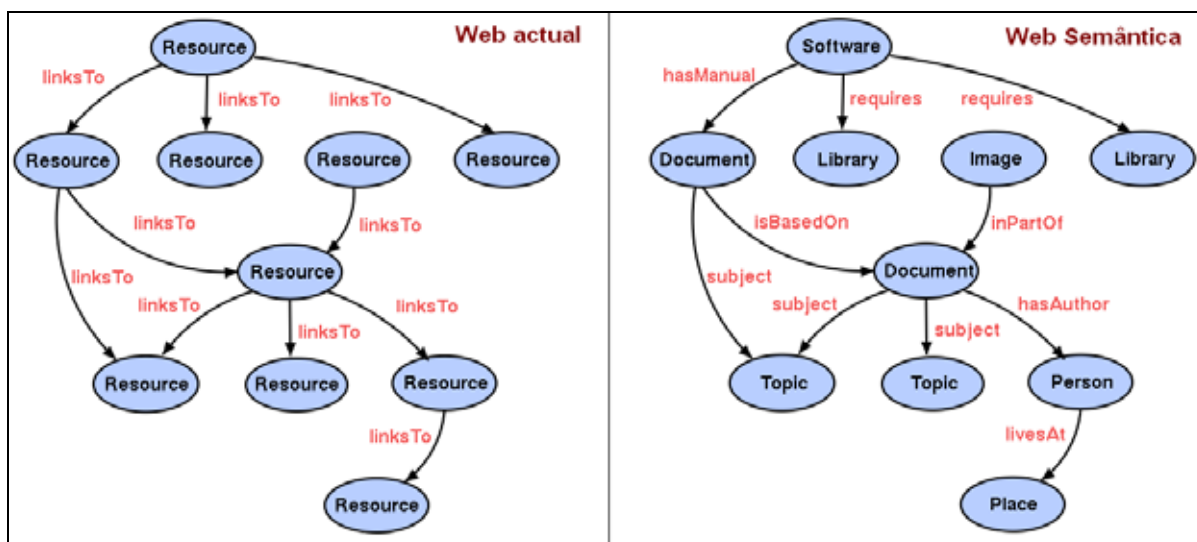 Web actual
Resource
linksTo
linksTo
linksTo
Resource
Resource
Resource
Resource
linksTo
linksTo
linksTo
Resource
linksTo
linksTo
linksTo
Resource
Resource
Resource
linksTo
Resource
Web Semântica
Software
hasManual
requires
requires
Document
Library
Image
Library
isBasedOn
inPartOf
subject
Document
subject
hasAuthor
subject
Topic
Topic
Person
livesAt
Place